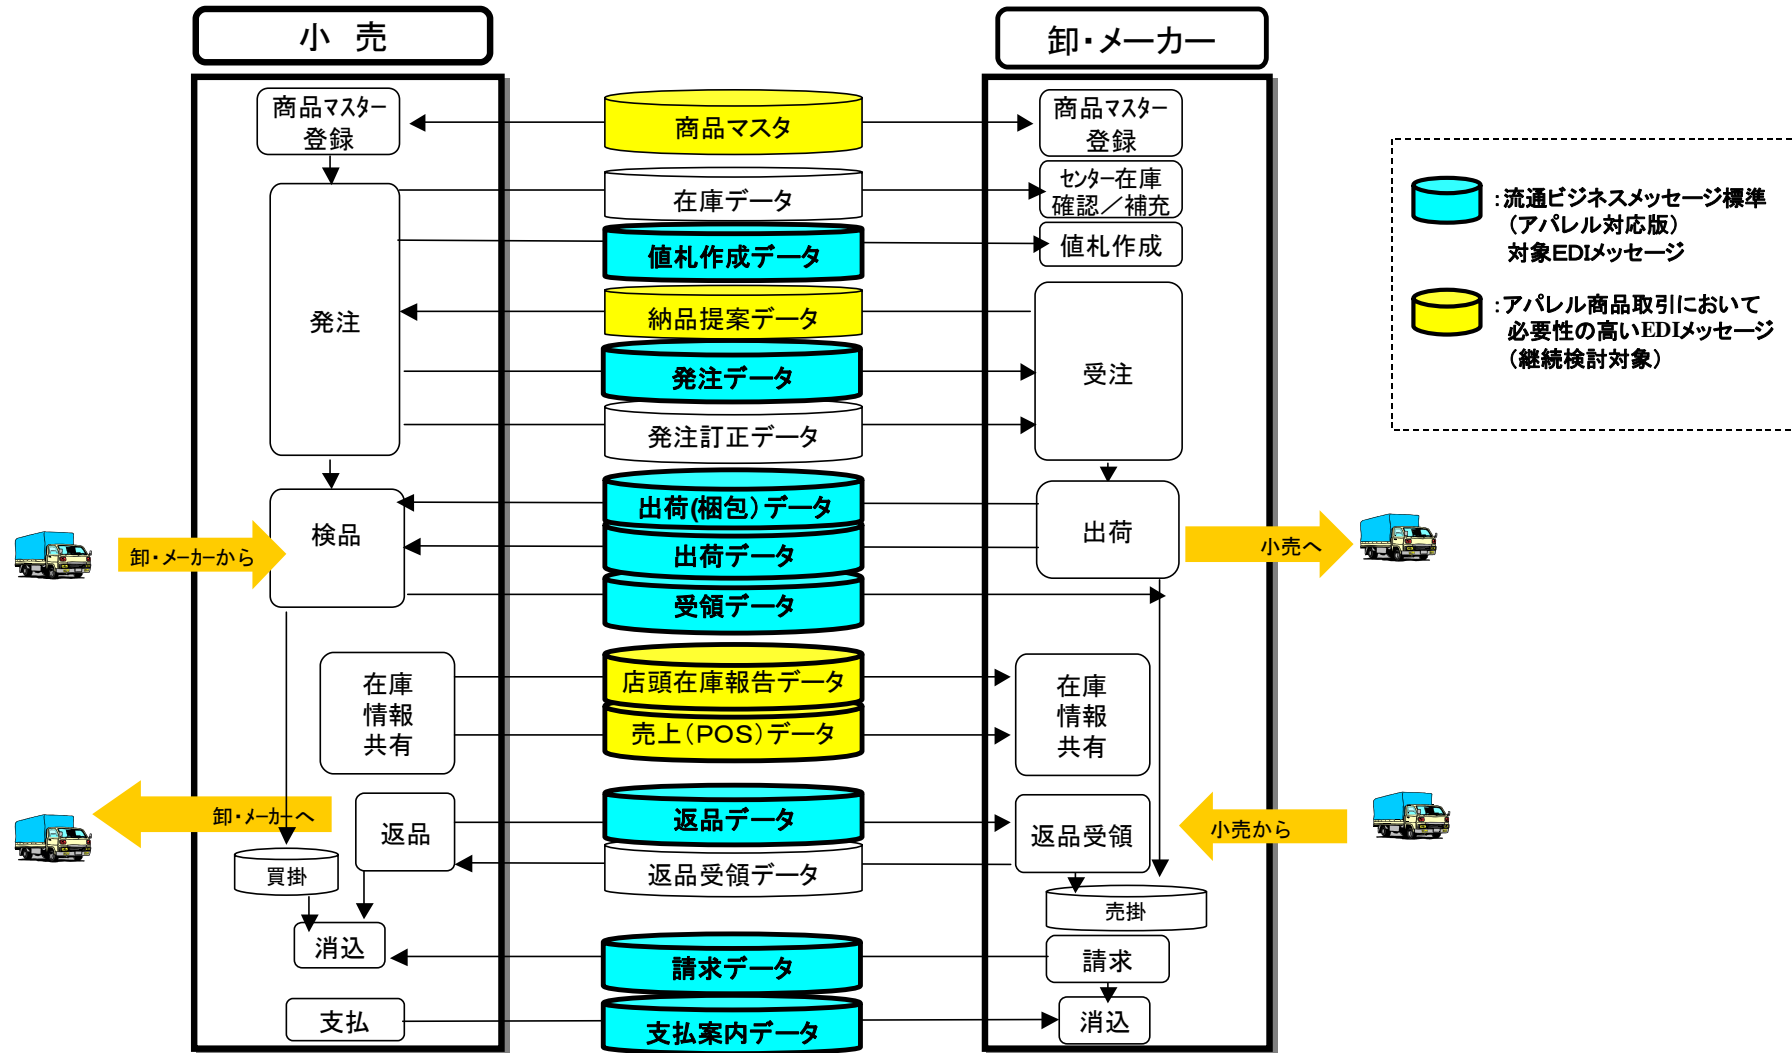 小 売
卸・メーカー
商品マスター
登録
商品マスタ
商品マスター
登録
在庫データ
センター在庫
確認／補充
値札作成データ
値札作成
発注
納品提案データ
発注データ
受注
発注訂正データ
出荷(梱包）データ
検品
出荷
卸・メーカーから
出荷データ
小売へ
受領データ
在庫
情報
共有
店頭在庫報告データ
売上（POS）データ
在庫
情報
共有
卸・メーカーへ
返品
返品データ
返品受領
小売から
買掛
返品受領データ
売掛
消込
請求データ
請求
支払
支払案内データ
消込
：流通ビジネスメッセージ標準
（アパレル対応版）
対象EDIメッセージ
：アパレル商品取引において
必要性の高いEDIメッセージ
（継続検討対象）